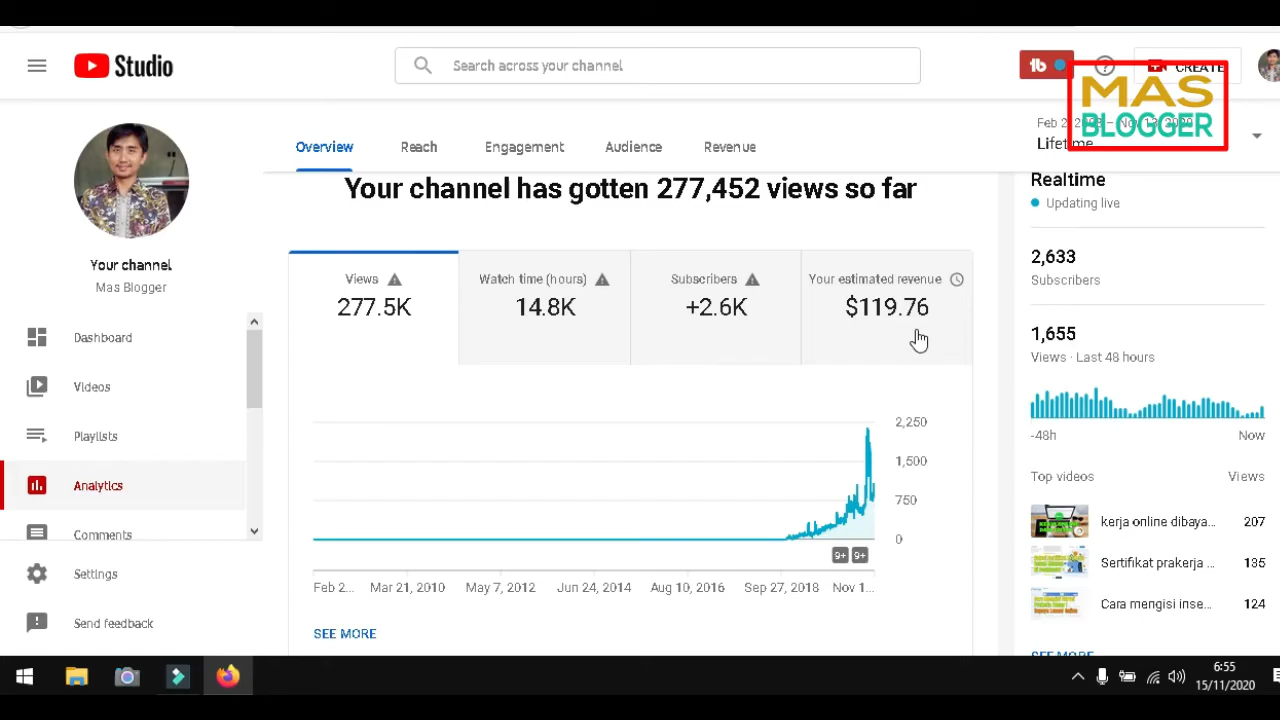 Studio
Search across your channel
CREATE
MAS
BLOGGER
Lifetime
Your channel
Mas Blogger
Dashboard
Videos
Playlists
Analytics
Comments
Settings
Send feedback
Overview
Reach
Engagement
Audience
Revenue
Your channel has gotten 277,452 views so far
Views
277.5K
Watch time (hours)
14.8K
Subscribers
+2.6K
Your estimated revenue
$119.76
2,250
1,500
750
0
9+ 9+
Feb 2...
Mar 21, 2010
May 7, 2012
Jun 24, 2014
Aug 10, 2016
Sep 27, 2018
Nov 1...
SEE MORE
Realtime
Updating live
2,633
Subscribers
1,655
Views · Last 48 hours
-48h
Now
Top videos
Views
kerja online dibaya...
207
Sertifikat prakerja ...
135
Cara mengisi inse...
124
SEE MORE
6:55
15/11/2020